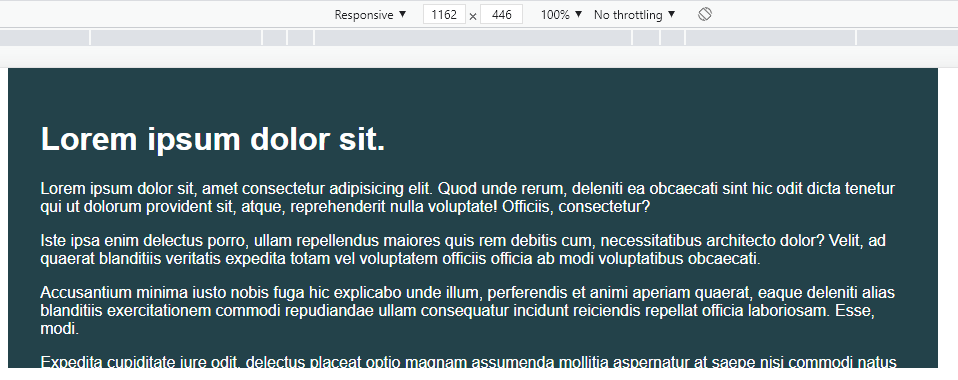 Responsive ▼ 1162 × 446 100% ▼ No throttling ▼
Lorem ipsum dolor sit.
Lorem ipsum dolor sit, amet consectetur adipisicing elit. Quod unde rerum, deleniti ea obcaecati sint hic odit dicta tenetur
qui ut dolorum provident sit, atque, reprehenderit nulla voluptate! Officiis, consectetur?
Iste ipsa enim delectus porro, ullam repellendus maiores quis rem debitis cum, necessitatibus architecto dolor? Velit, ad
quaerat blanditiis veritatis expedita totam vel voluptatem officiis officia ab modi voluptatibus obcaecati.
Accusantium minima iusto nobis fuga hic explicabo unde illum, perferendis et animi aperiam quaerat, eaque deleniti alias
blanditiis exercitationem commodi repudiandae ullam consequatur incidunt reiciendis repellat officia laboriosam. Esse,
modi.
Expedita cupiditate iure odit, delectus placeat optio magnam assumenda mollitia aspernatur at saepe nisi commodi natus